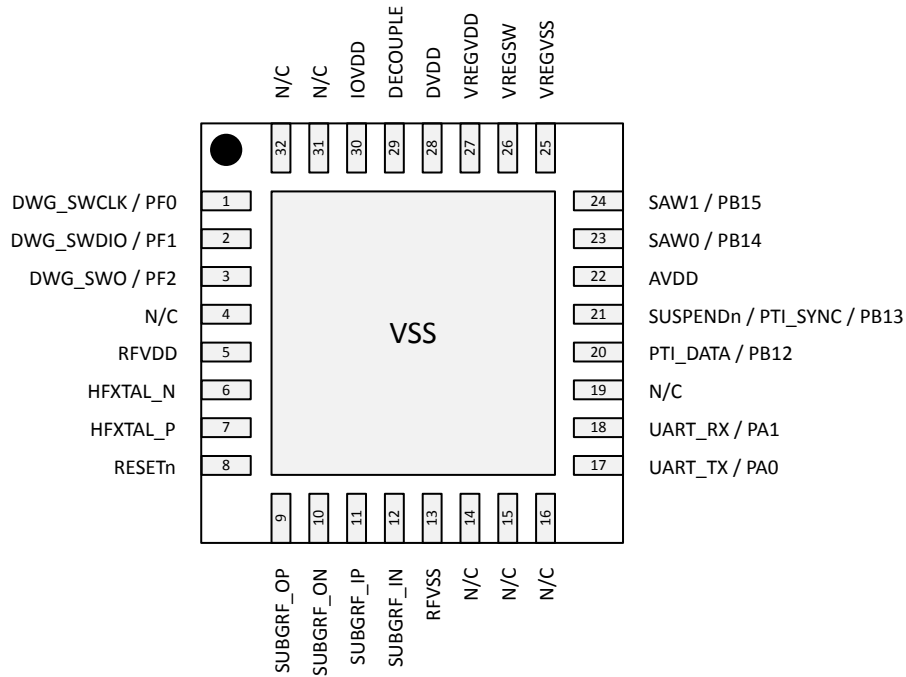 N/C
N/C
IOVDD
DECOUPLE
DVDD
VREGVDD
VREGSW
VREGVSS
32
31
30
29
28
27
26
25
DWG_SWCLK / PF0
1
DWG_SWDIO / PF1
2
DWG_SWO / PF2
3
N/C
4
RFVDD
5
HFXTAL_N
6
HFXTAL_P
7
RESETn
8
VSS
24
SAW1 / PB15
23
SAW0 / PB14
22
AVDD
21
SUSPENDn / PTI_SYNC / PB13
20
PTI_DATA / PB12
19
N/C
18
UART_RX / PA1
17
UART_TX / PA0
9
10
11
12
13
14
15
16
SUBGRF_OP
SUBGRF_ON
SUBGRF_IP
SUBGRF_IN
RFVSS
N/C
N/C
N/C